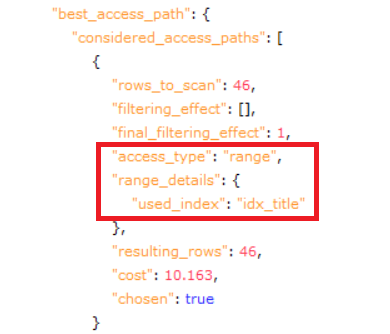 "best_access_path": {
"considered_access_paths": [
{
"rows_to_scan": 46,
"filtering_effect": [],
"final_filtering_effect": 1,
"access_type": "range",
"range_details": {
"used_index": "idx_title"
},
"resulting_rows": 46,
"cost": 10.163,
"chosen": true
}